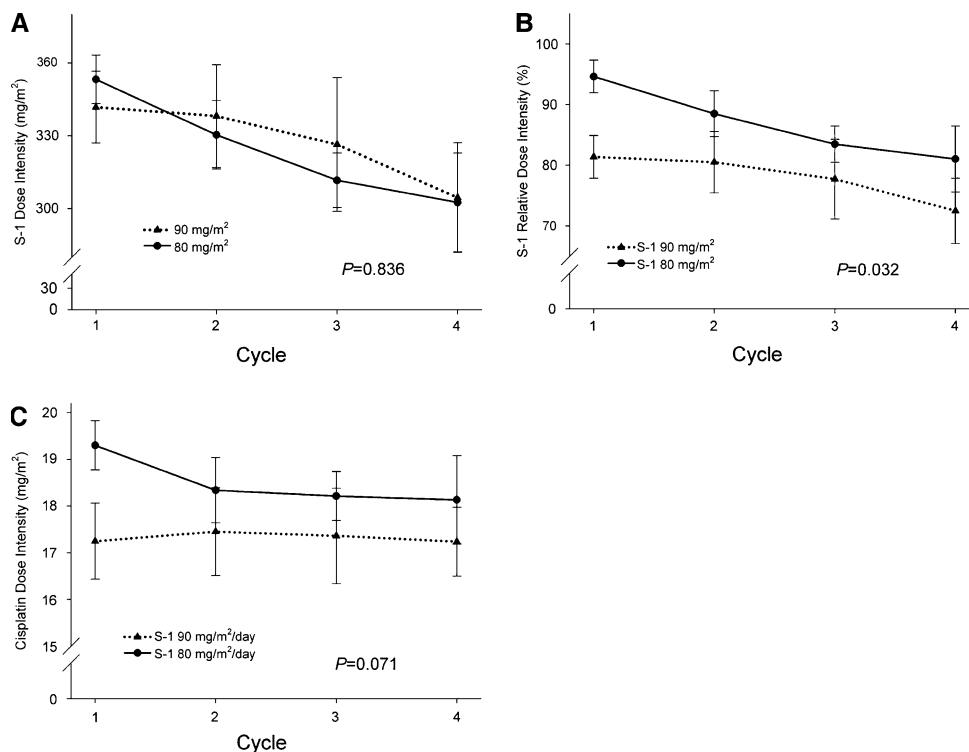 A
S-1 Dose Intensity (mg/m²)
360
330
300
30
0
90 mg/m²
80 mg/m²
P=0.836
1 2 3 4
Cycle
B
S-1 Relative Dose Intensity (%)
100
90
80
70
0
S-1 90 mg/m²
S-1 80 mg/m²
P=0.032
1 2 3 4
Cycle
C
Cisplatin Dose Intensity (mg/m²)
20
19
18
17
15
0
S-1 90 mg/m²/day
S-1 80 mg/m²/day
P=0.071
1 2 3 4
Cycle